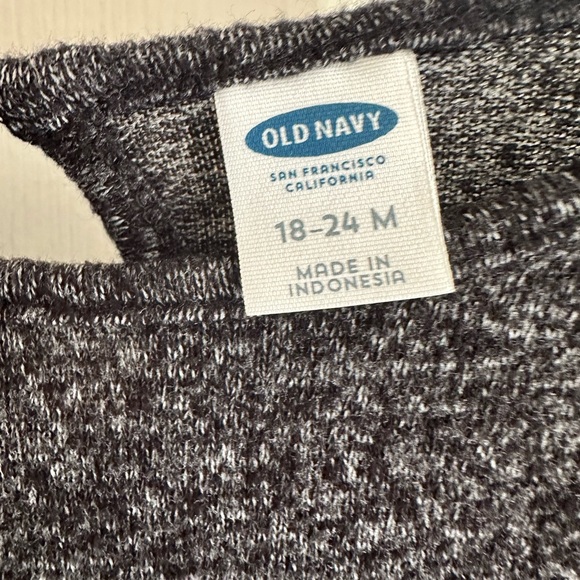 OLD NAVY
SAN FRANCISCO
CALIFORNIA
18-24 M
MADE IN
INDONESIA